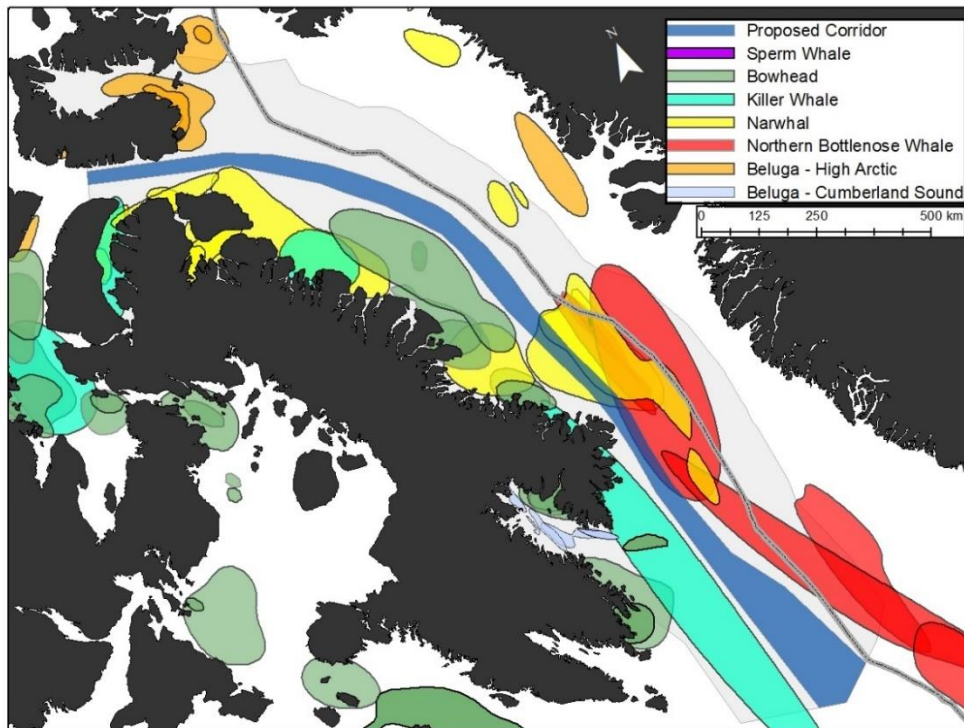 N
Proposed Corridor
Sperm Whale
Bowhead
Killer Whale
Narwhal
Northern Bottlenose Whale
Beluga - High Arctic
Beluga - Cumberland Sound
0 125 250 500 km